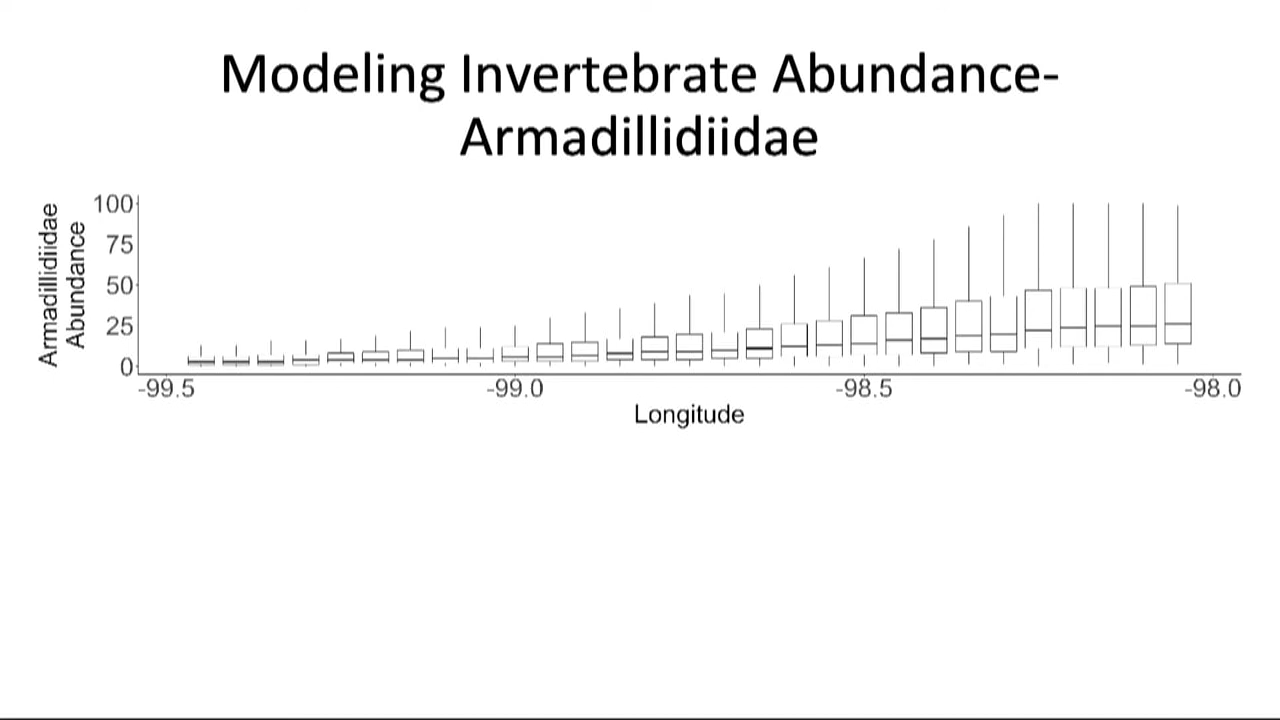 Modeling Invertebrate Abundance-
Armadillidiidae
Armadillidiidae
Abundance
100
75
50
25
0
-99.5 -99.0 -98.5 -98.0
Longitude